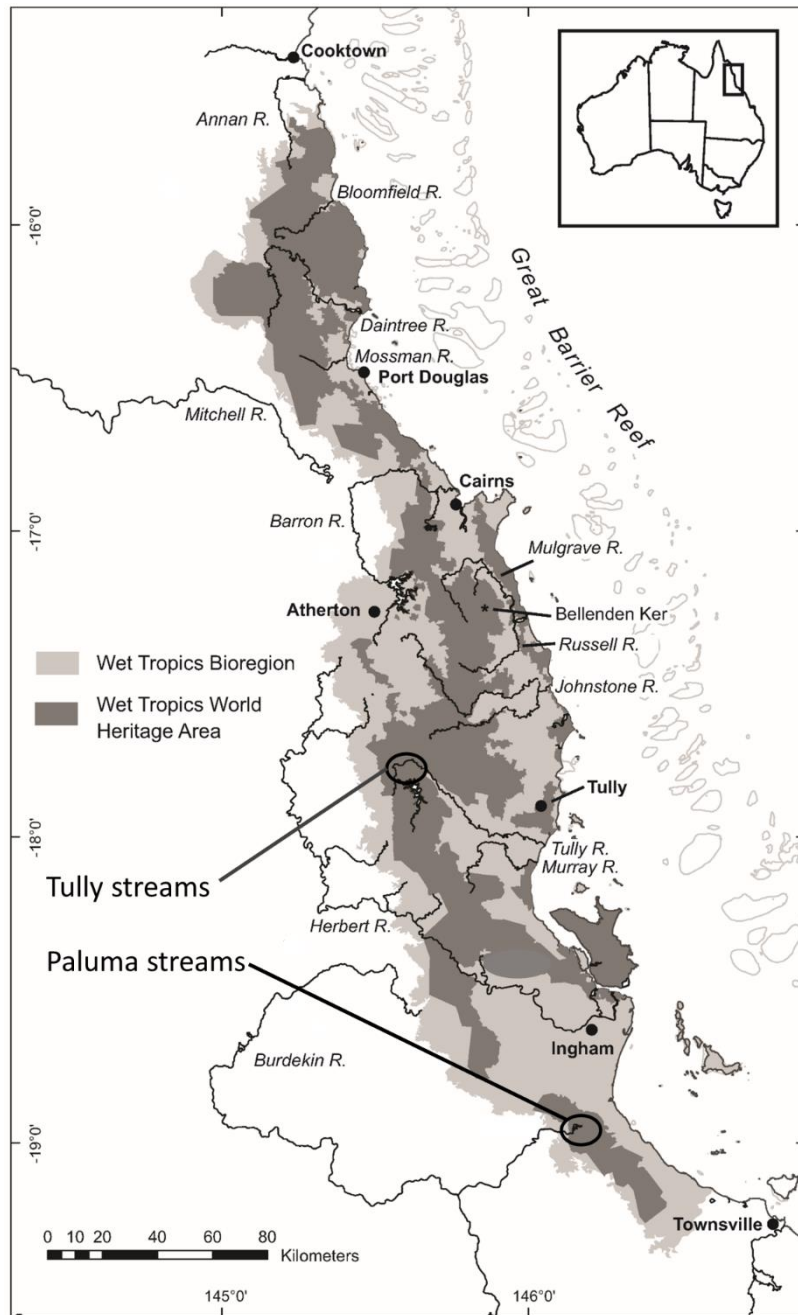 Cooktown
Annan R.
Bloomfield R.
-16°0'
Great Barrier Reef
Daintree R.
Mossman R.
Port Douglas
Mitchell R.
Cairns
Barron R.
-17°0'
Mulgrave R.
Atherton
Bellenden Ker
Russell R.
Wet Tropics Bioregion
Johnstone R.
Wet Tropics World
Heritage Area
Tully
-18°0'
Tully R.
Murray R.
Tully streams
Herbert R.
Paluma streams
Ingham
Burdekin R.
-19°0'
Townsville
0 10 20 40 60 80
Kilometers
145°0'
146°0'